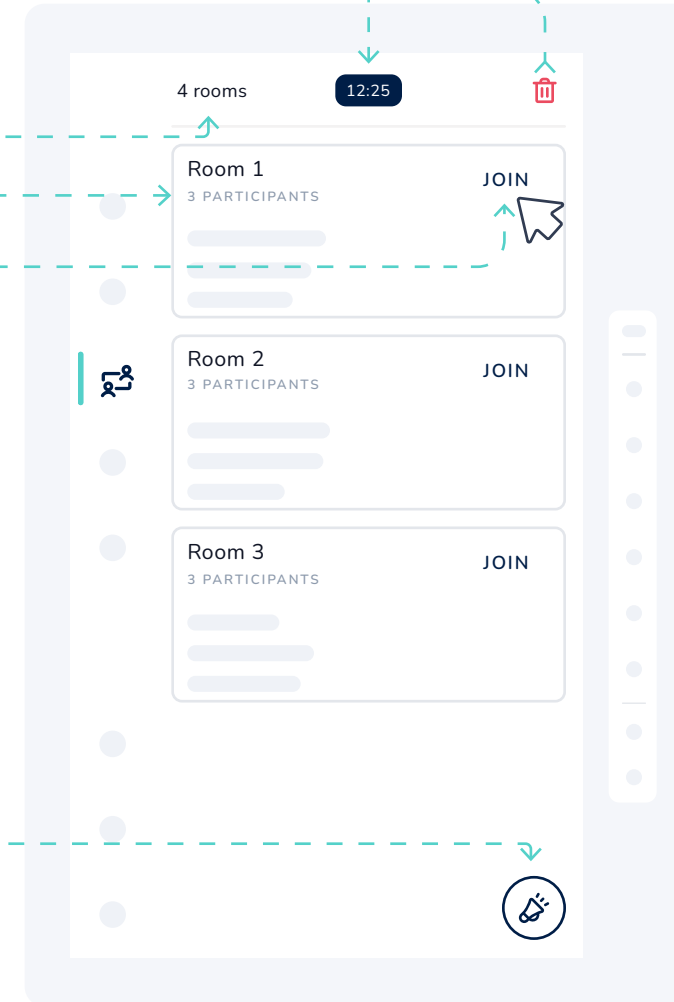 4 rooms
12:25
Room 1
JOIN
3 PARTICIPANTS
Room 2
JOIN
3 PARTICIPANTS
Room 3
JOIN
3 PARTICIPANTS